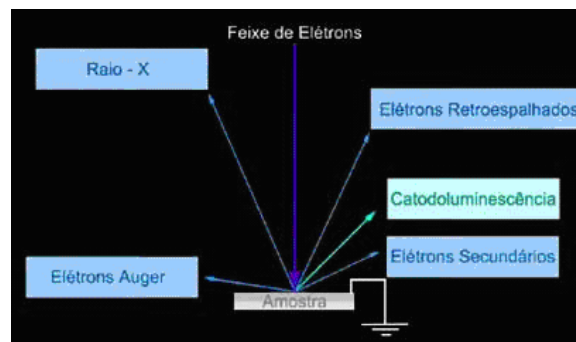 Feixe de Elétrons
Raio - X
Elétrons Retroespalhados
Catodoluminescência
Elétrons Secundários
Elétrons Auger
Amostra